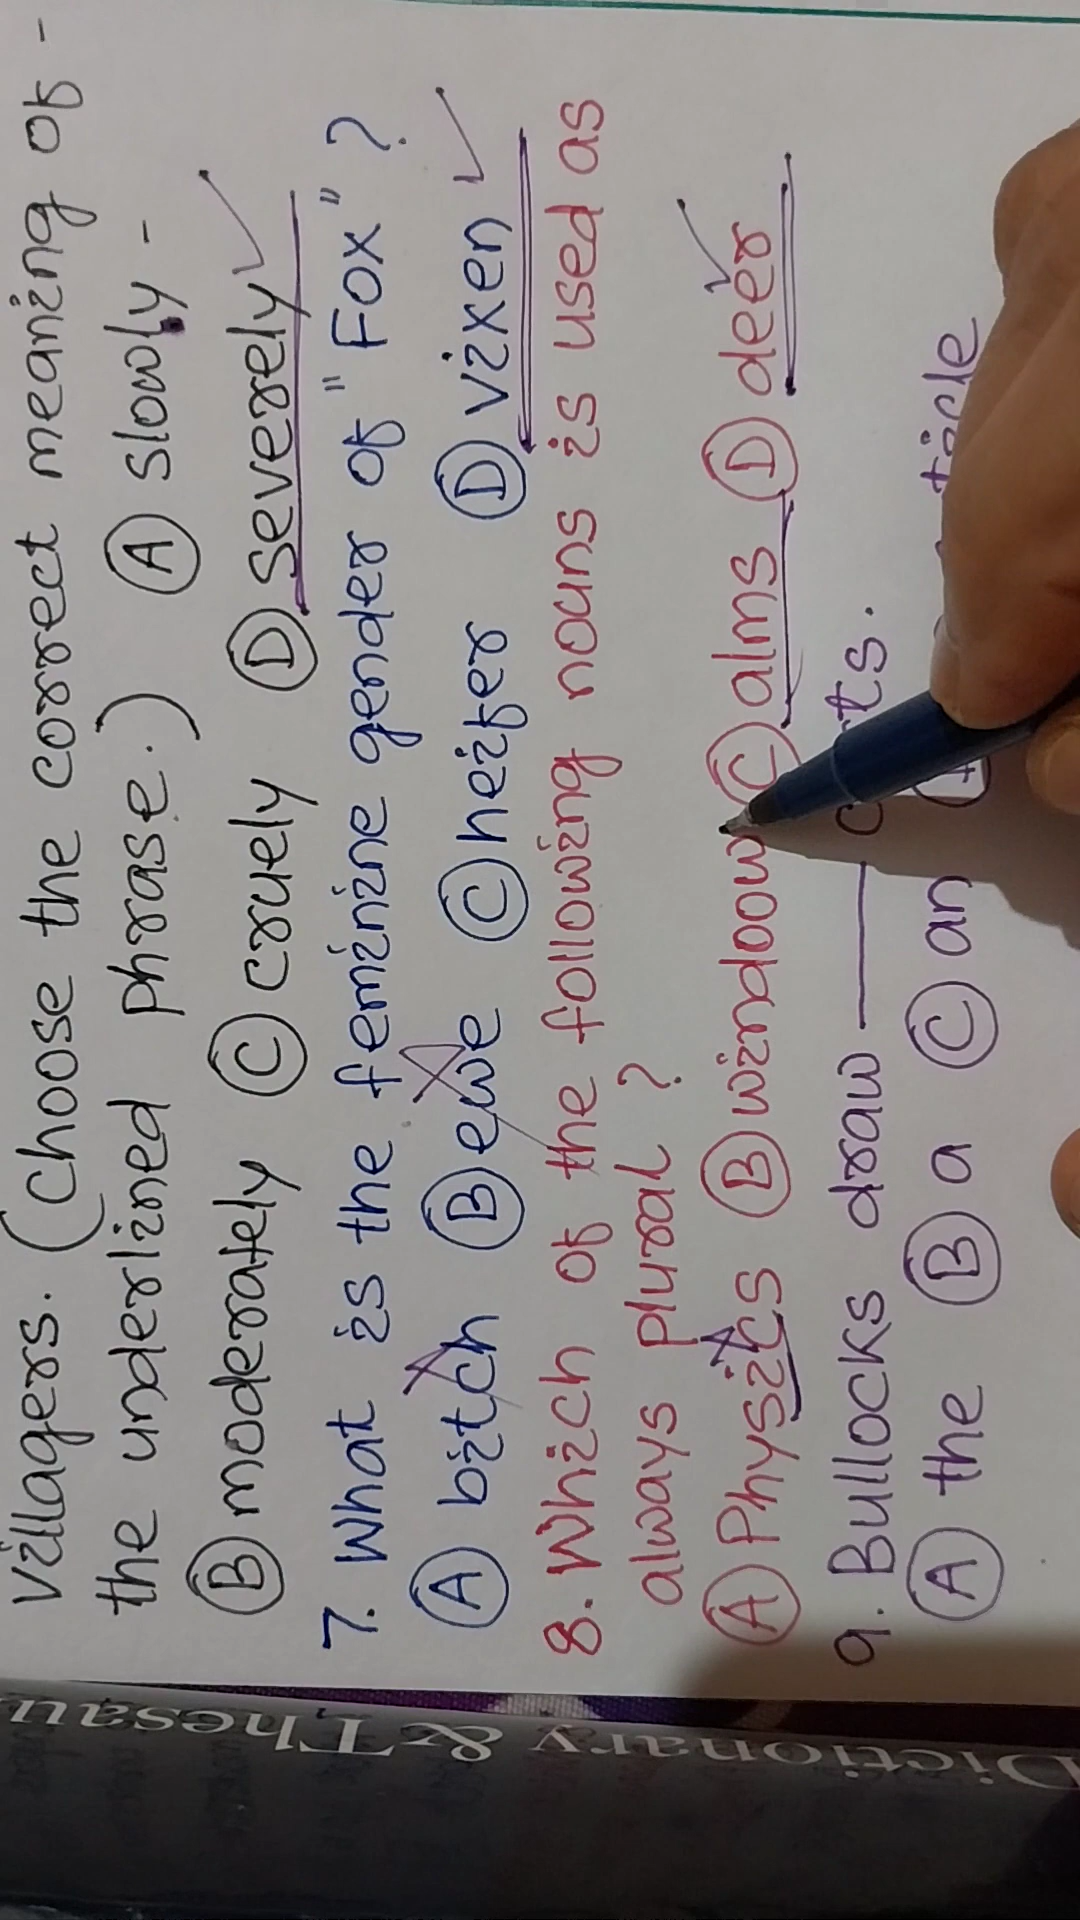 villagers. (Choose the correct meaning of -
the underlined phrase.) (A) slowly -
(B) moderately (C) cruely (D) severely
7. What is the feminine gender of "Fox" ?
(A) bitch (B) ewe (C) heifer (D) vixen
8. Which of the following nouns is used as
always plural ?
(A) Physics (B) windoow (C) alms (D) deer
9. Bullocks draw
(A) the (B) a (C) an
Dictionary & Thesau